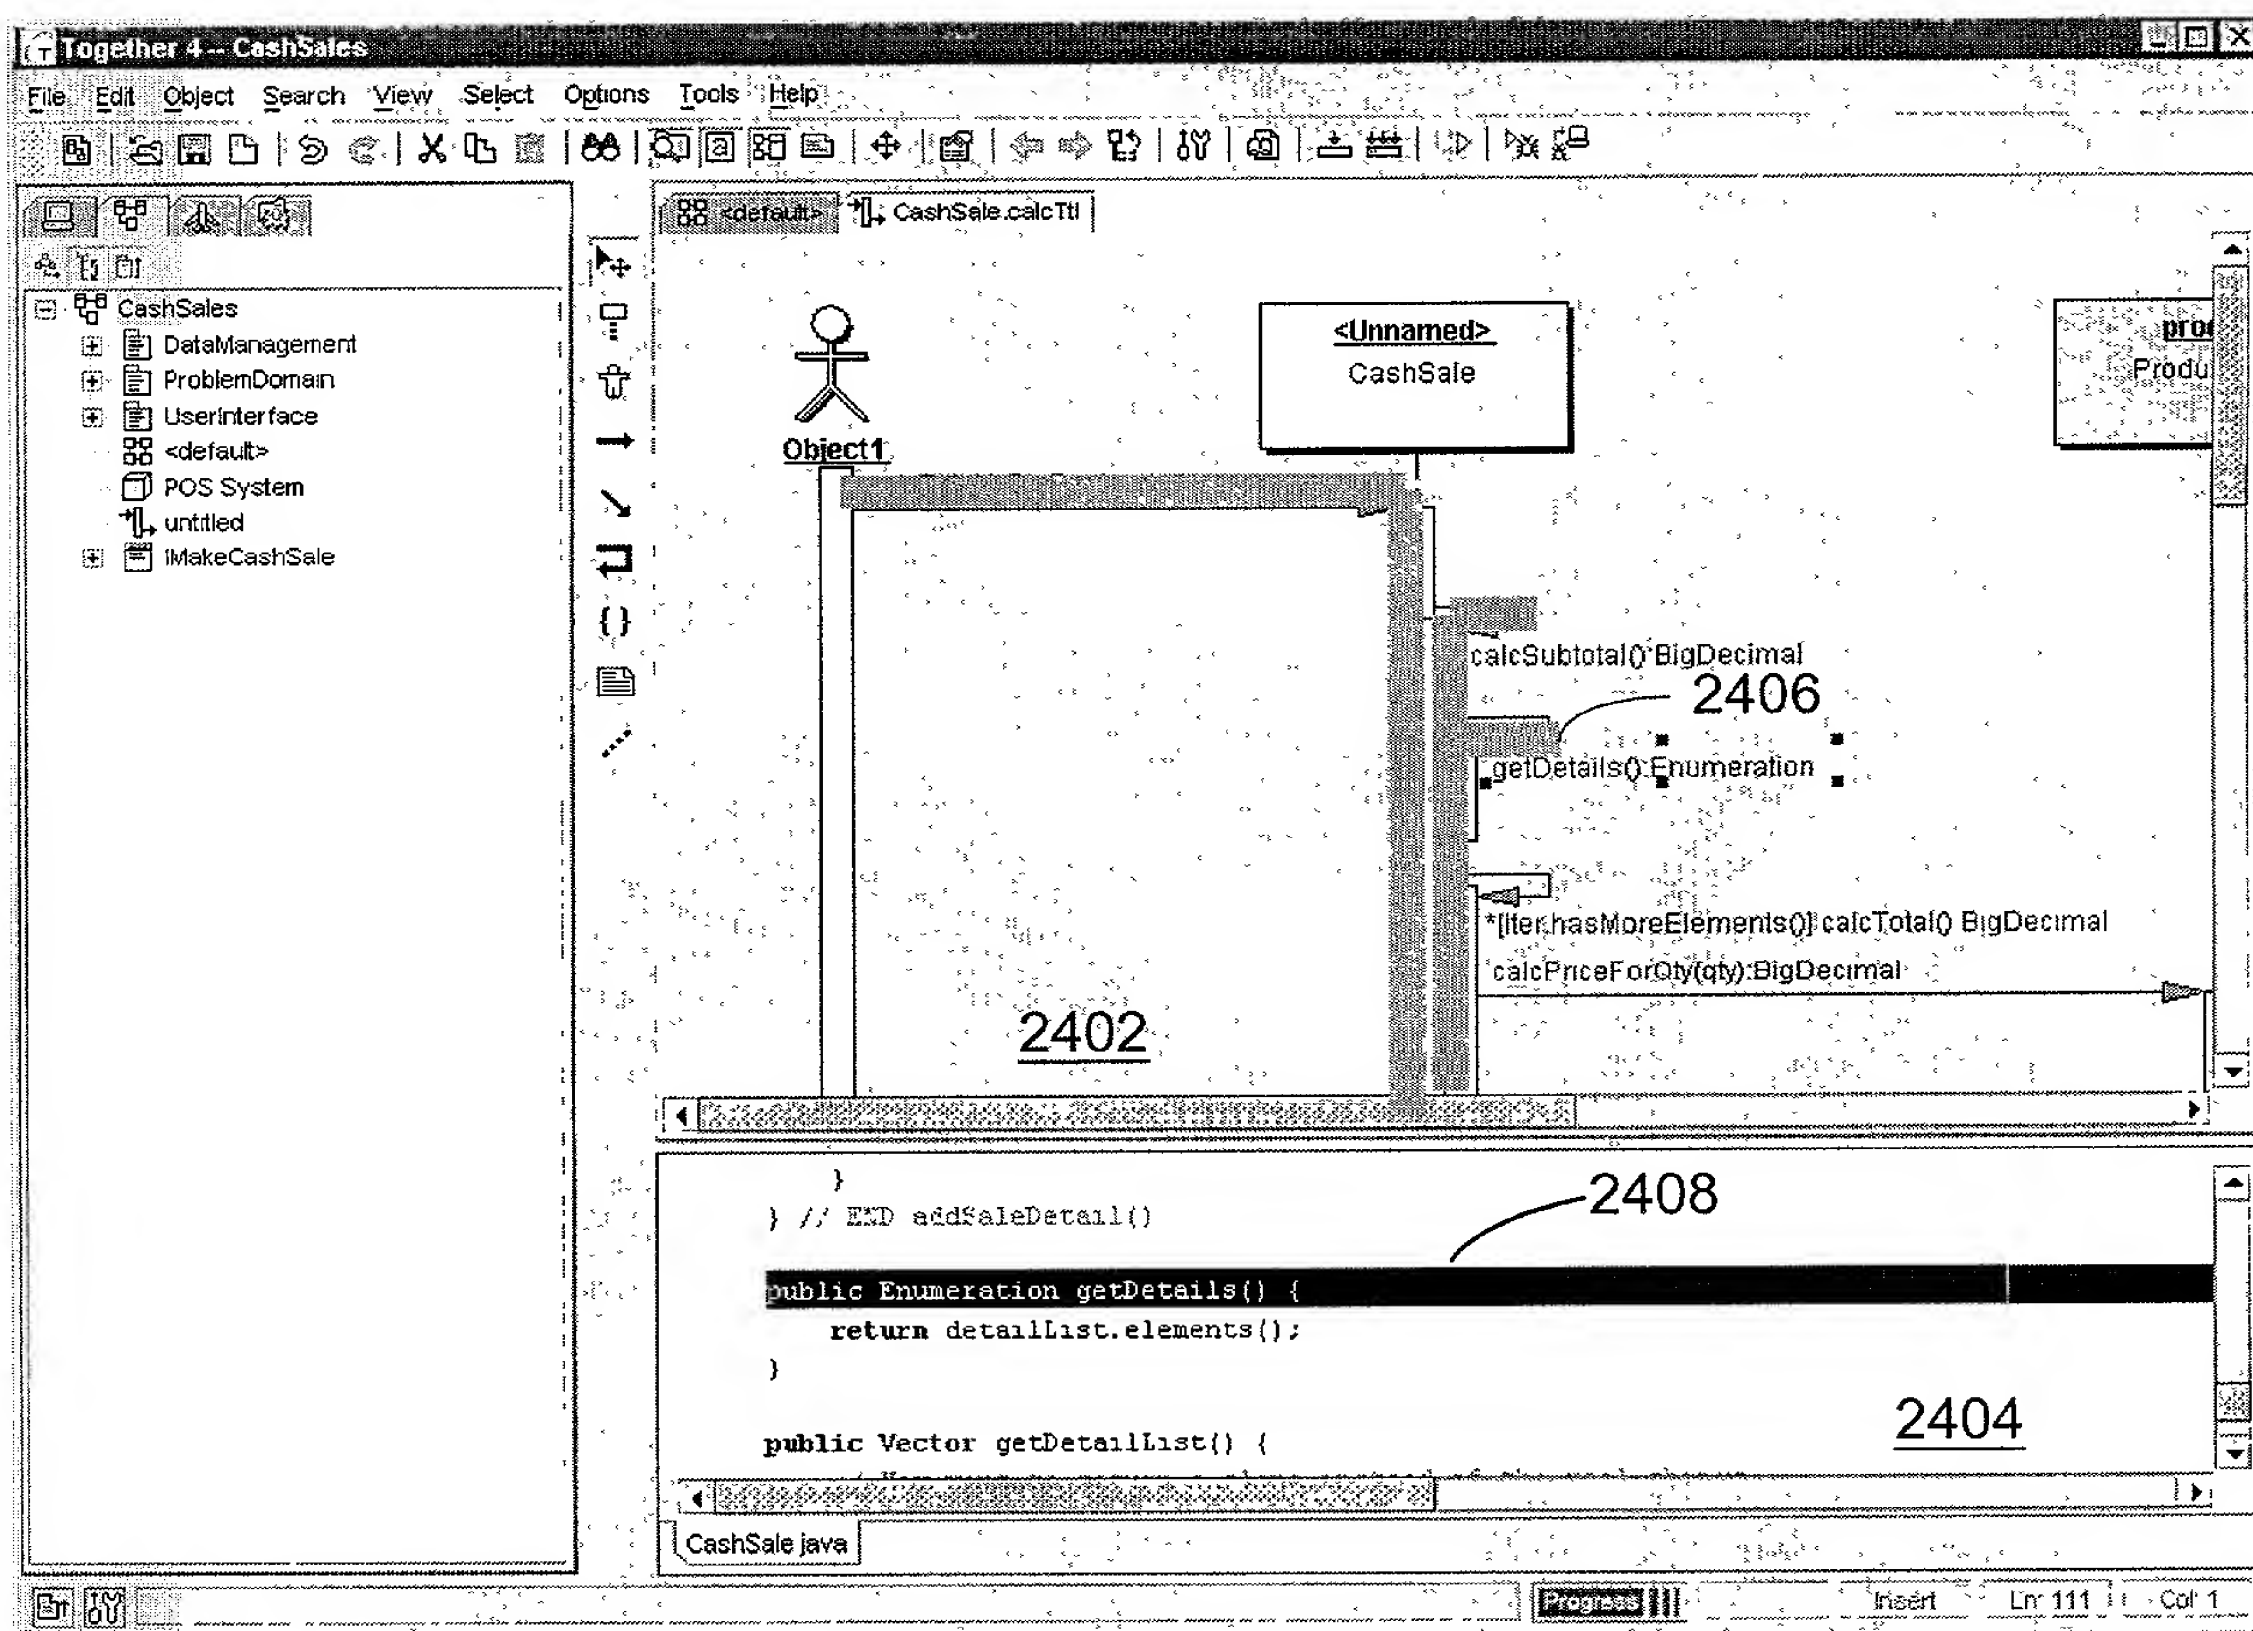 Together 4 -- CashSales
File Edit Object Search View Select Options Tools Help
<default> CashSale.calcTtl
CashSales
DataManagement
ProblemDomain
UserInterface
<default>
POS System
untitled
iMakeCashSale
Object1
<Unnamed>
CashSale
prod
Produ
calcSubtotal():BigDecimal
2406
getDetails():Enumeration
*[iter.hasMoreElements()] calcTotal() BigDecimal
calcPriceForQty(qty):BigDecimal
2402
}
} // END addSaleDetail()
2408
public Enumeration getDetails() {
return detailList.elements();
}
2404
public Vector getDetailList() {
CashSale java
Progress Insert Ln 111 Col 1